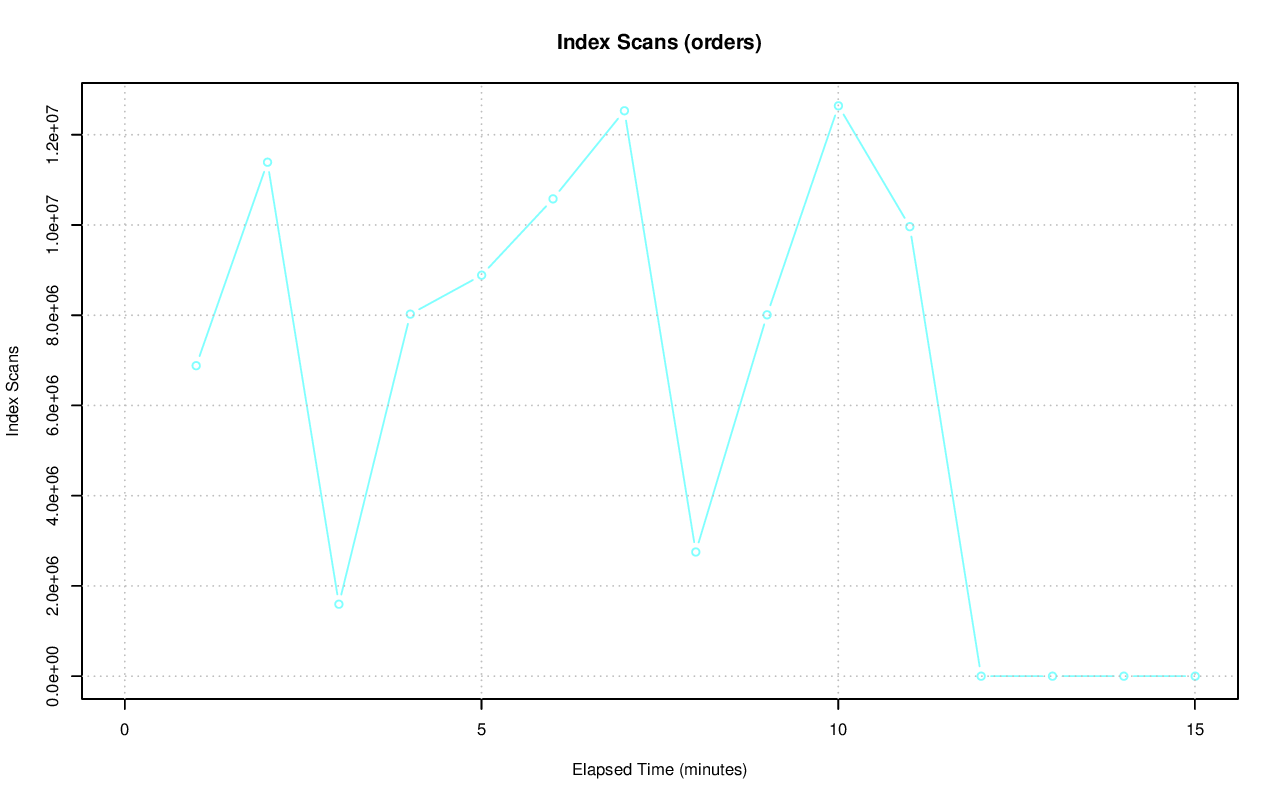 Index Scans (orders)
Index Scans
1.2e+07
1.0e+07
8.0e+06
6.0e+06
4.0e+06
2.0e+06
0.0e+00
0 5 10 15
Elapsed Time (minutes)